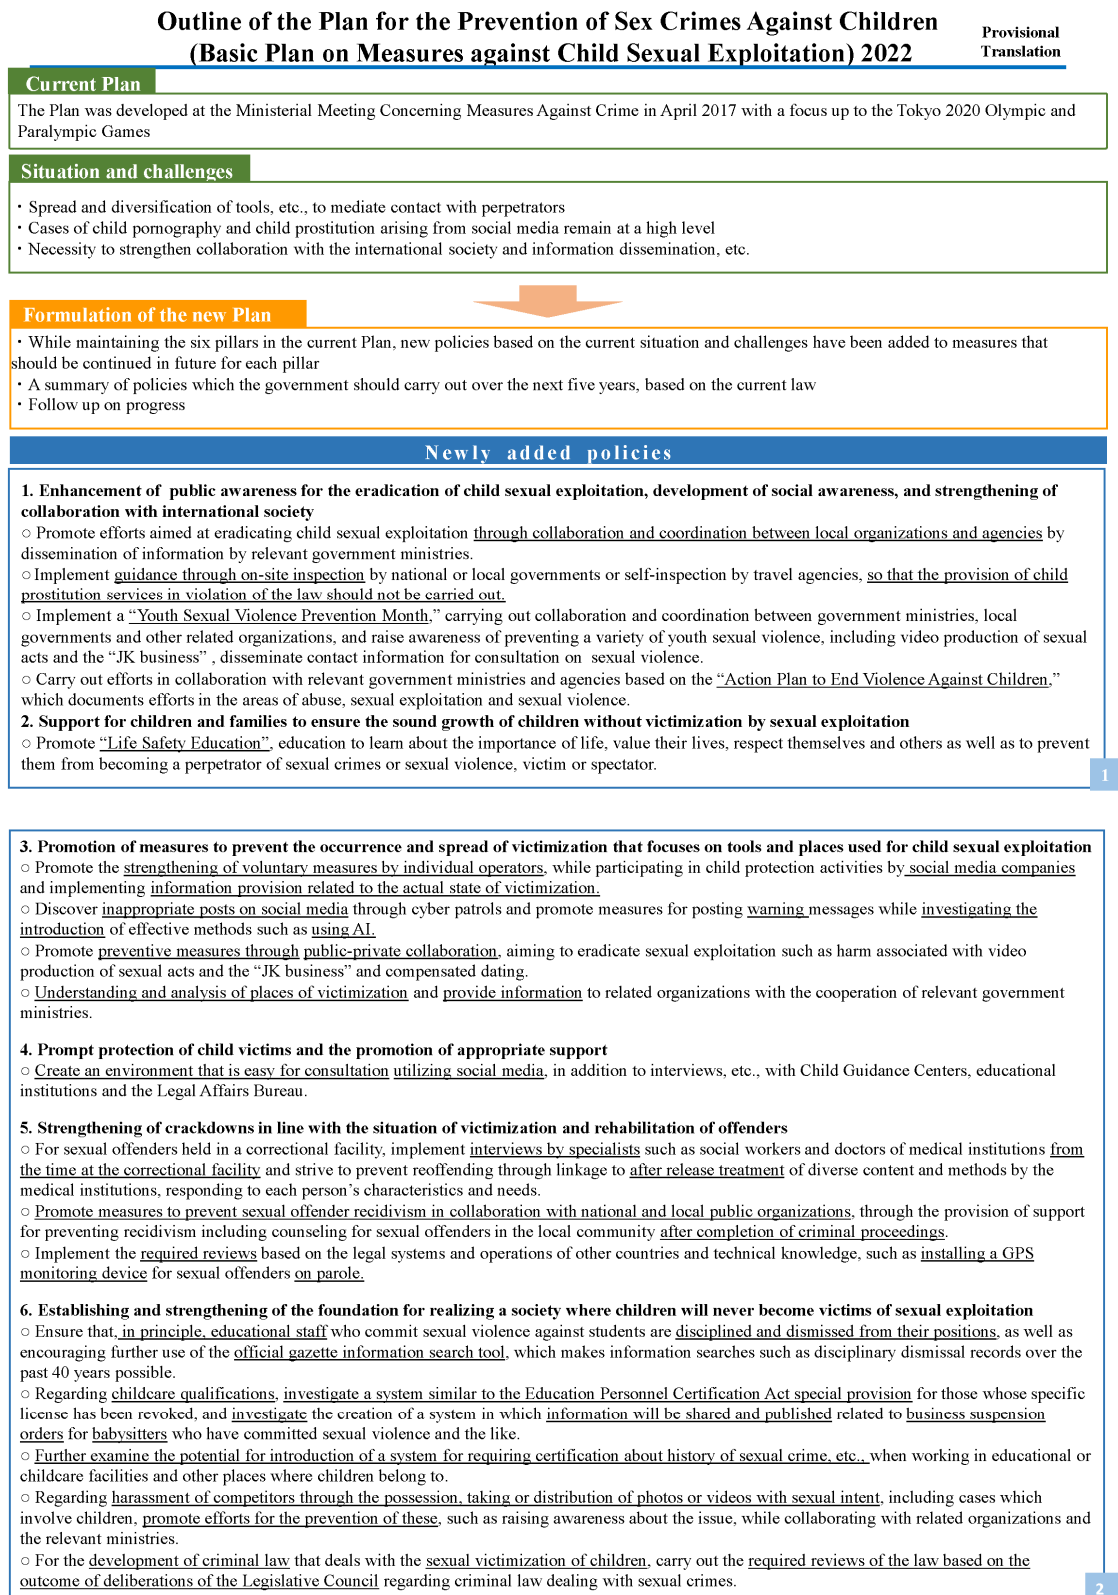 Outline of the Plan for the Prevention of Sex Crimes Against Children
(Basic Plan on Measures against Child Sexual Exploitation) 2022
Provisional
Translation
Current Plan
The Plan was developed at the Ministerial Meeting Concerning Measures Against Crime in April 2017 with a focus up to the Tokyo 2020 Olympic and
Paralympic Games
Situation and challenges
・Spread and diversification of tools, etc., to mediate contact with perpetrators
・Cases of child pornography and child prostitution arising from social media remain at a high level
・Necessity to strengthen collaboration with the international society and information dissemination, etc.
Formulation of the new Plan
・While maintaining the six pillars in the current Plan, new policies based on the current situation and challenges have been added to measures that
should be continued in future for each pillar
・A summary of policies which the government should carry out over the next five years, based on the current law
・Follow up on progress
Newly added policies
1. Enhancement of public awareness for the eradication of child sexual exploitation, development of social awareness, and strengthening of
collaboration with international society
○ Promote efforts aimed at eradicating child sexual exploitation through collaboration and coordination between local organizations and agencies by
dissemination of information by relevant government ministries.
○ Implement guidance through on-site inspection by national or local governments or self-inspection by travel agencies, so that the provision of child
prostitution services in violation of the law should not be carried out.
○ Implement a “Youth Sexual Violence Prevention Month,” carrying out collaboration and coordination between government ministries, local
governments and other related organizations, and raise awareness of preventing a variety of youth sexual violence, including video production of sexual
acts and the “JK business” , disseminate contact information for consultation on sexual violence.
○ Carry out efforts in collaboration with relevant government ministries and agencies based on the “Action Plan to End Violence Against Children,”
which documents efforts in the areas of abuse, sexual exploitation and sexual violence.
2. Support for children and families to ensure the sound growth of children without victimization by sexual exploitation
○ Promote “Life Safety Education”, education to learn about the importance of life, value their lives, respect themselves and others as well as to prevent
them from becoming a perpetrator of sexual crimes or sexual violence, victim or spectator.
1
3. Promotion of measures to prevent the occurrence and spread of victimization that focuses on tools and places used for child sexual exploitation
○ Promote the strengthening of voluntary measures by individual operators, while participating in child protection activities by social media companies
and implementing information provision related to the actual state of victimization.
○ Discover inappropriate posts on social media through cyber patrols and promote measures for posting warning messages while investigating the
introduction of effective methods such as using AI.
○ Promote preventive measures through public-private collaboration, aiming to eradicate sexual exploitation such as harm associated with video
production of sexual acts and the “JK business” and compensated dating.
○ Understanding and analysis of places of victimization and provide information to related organizations with the cooperation of relevant government
ministries.
4. Prompt protection of child victims and the promotion of appropriate support
○ Create an environment that is easy for consultation utilizing social media, in addition to interviews, etc., with Child Guidance Centers, educational
institutions and the Legal Affairs Bureau.
5. Strengthening of crackdowns in line with the situation of victimization and rehabilitation of offenders
○ For sexual offenders held in a correctional facility, implement interviews by specialists such as social workers and doctors of medical institutions from
the time at the correctional facility and strive to prevent reoffending through linkage to after release treatment of diverse content and methods by the
medical institutions, responding to each person’s characteristics and needs.
○ Promote measures to prevent sexual offender recidivism in collaboration with national and local public organizations, through the provision of support
for preventing recidivism including counseling for sexual offenders in the local community after completion of criminal proceedings.
○ Implement the required reviews based on the legal systems and operations of other countries and technical knowledge, such as installing a GPS
monitoring device for sexual offenders on parole.
6. Establishing and strengthening of the foundation for realizing a society where children will never become victims of sexual exploitation
○ Ensure that, in principle, educational staff who commit sexual violence against students are disciplined and dismissed from their positions, as well as
encouraging further use of the official gazette information search tool, which makes information searches such as disciplinary dismissal records over the
past 40 years possible.
○ Regarding childcare qualifications, investigate a system similar to the Education Personnel Certification Act special provision for those whose specific
license has been revoked, and investigate the creation of a system in which information will be shared and published related to business suspension
orders for babysitters who have committed sexual violence and the like.
○ Further examine the potential for introduction of a system for requiring certification about history of sexual crime, etc., when working in educational or
childcare facilities and other places where children belong to.
○ Regarding harassment of competitors through the possession, taking or distribution of photos or videos with sexual intent, including cases which
involve children, promote efforts for the prevention of these, such as raising awareness about the issue, while collaborating with related organizations and
the relevant ministries.
○ For the development of criminal law that deals with the sexual victimization of children, carry out the required reviews of the law based on the
outcome of deliberations of the Legislative Council regarding criminal law dealing with sexual crimes.
2